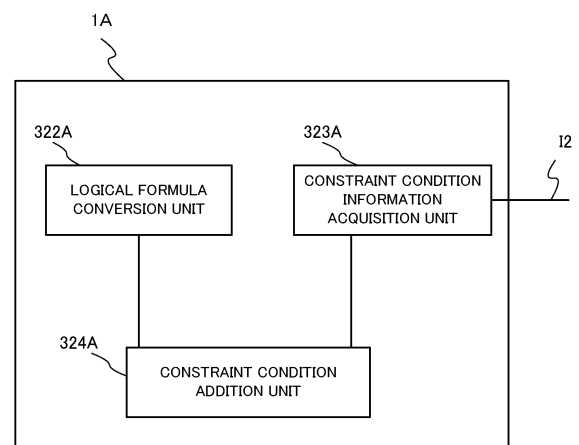 1A
322A
323A
I2
LOGICAL FORMULA
CONVERSION UNIT
CONSTRAINT CONDITION
INFORMATION
ACQUISITION UNIT
324A
CONSTRAINT CONDITION
ADDITION UNIT